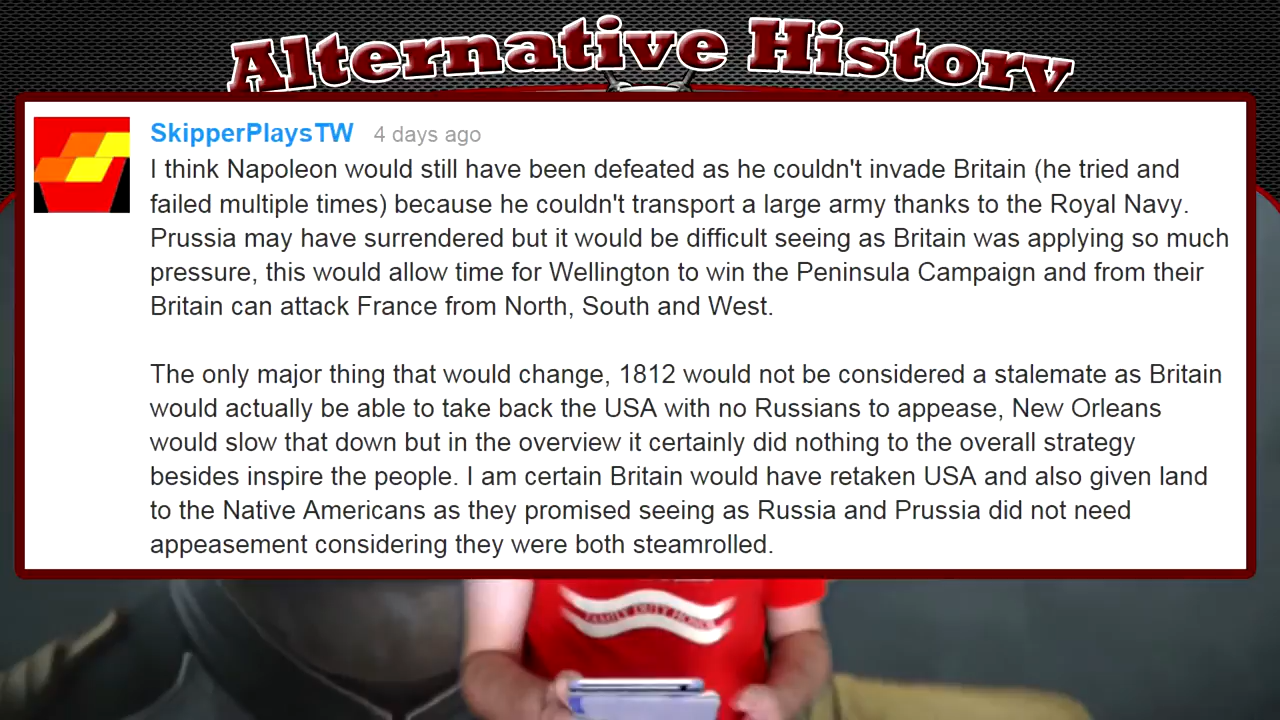 Alternative History
SkipperPlaysTW 4 days ago
I think Napoleon would still have been defeated as he couldn't invade Britain (he tried and
failed multiple times) because he couldn't transport a large army thanks to the Royal Navy.
Prussia may have surrendered but it would be difficult seeing as Britain was applying so much
pressure, this would allow time for Wellington to win the Peninsula Campaign and from their
Britain can attack France from North, South and West.
The only major thing that would change, 1812 would not be considered a stalemate as Britain
would actually be able to take back the USA with no Russians to appease, New Orleans
would slow that down but in the overview it certainly did nothing to the overall strategy
besides inspire the people. I am certain Britain would have retaken USA and also given land
to the Native Americans as they promised seeing as Russia and Prussia did not need
appeasement considering they were both steamrolled.
FAMILY DUTY HONOR